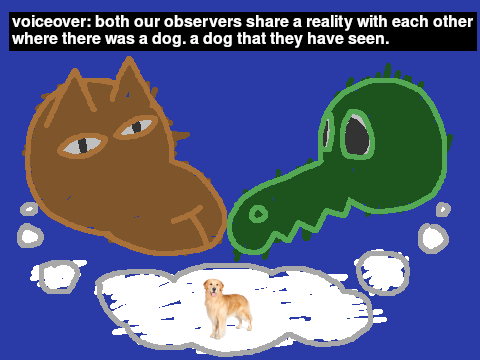 voiceover: both our observers share a reality with each other
where there was a dog. a dog that they have seen.